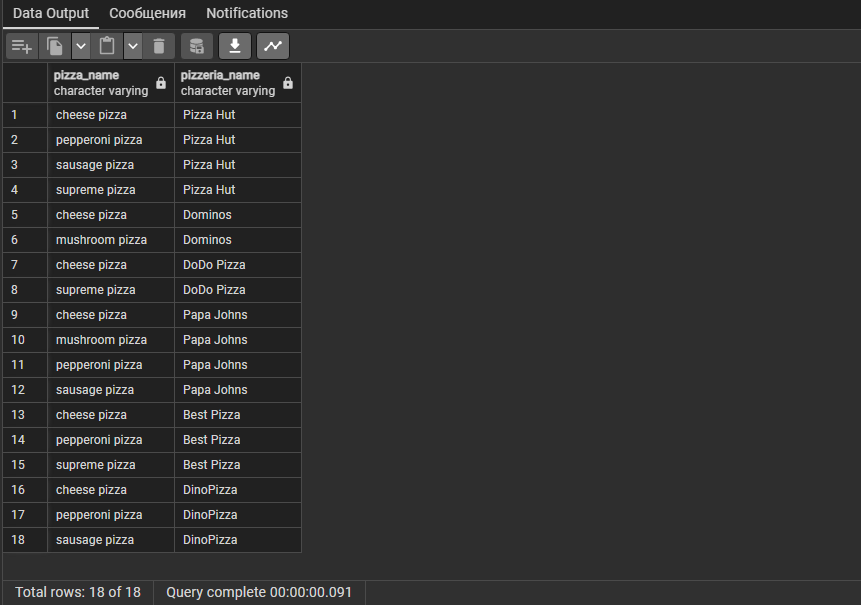 Data Output Сообщения Notifications
pizza_name pizzeria_name
character varying character varying
1 cheese pizza Pizza Hut
2 pepperoni pizza Pizza Hut
3 sausage pizza Pizza Hut
4 supreme pizza Pizza Hut
5 cheese pizza Dominos
6 mushroom pizza Dominos
7 cheese pizza DoDo Pizza
8 supreme pizza DoDo Pizza
9 cheese pizza Papa Johns
10 mushroom pizza Papa Johns
11 pepperoni pizza Papa Johns
12 sausage pizza Papa Johns
13 cheese pizza Best Pizza
14 pepperoni pizza Best Pizza
15 supreme pizza Best Pizza
16 cheese pizza DinoPizza
17 pepperoni pizza DinoPizza
18 sausage pizza DinoPizza
Total rows: 18 of 18 Query complete 00:00:00.091